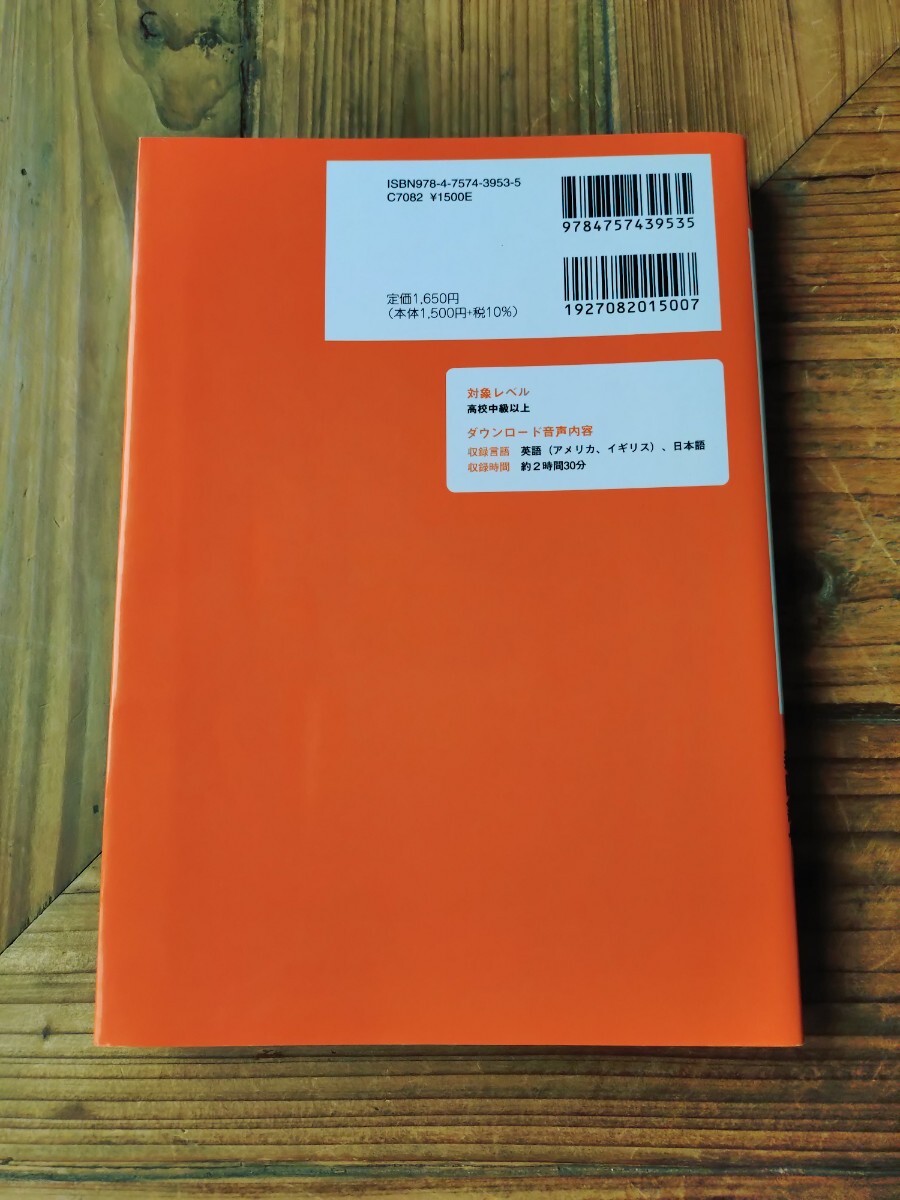 ISBN978-4-7574-3953-5
C7082 ¥1500E
9784757439535
定価1,650円
（本体1,500円+税10%）
1927082015007
対象レベル
高校中級以上
ダウンロード音声内容
収録言語 英語（アメリカ、イギリス）、日本語
収録時間 約２時間30分